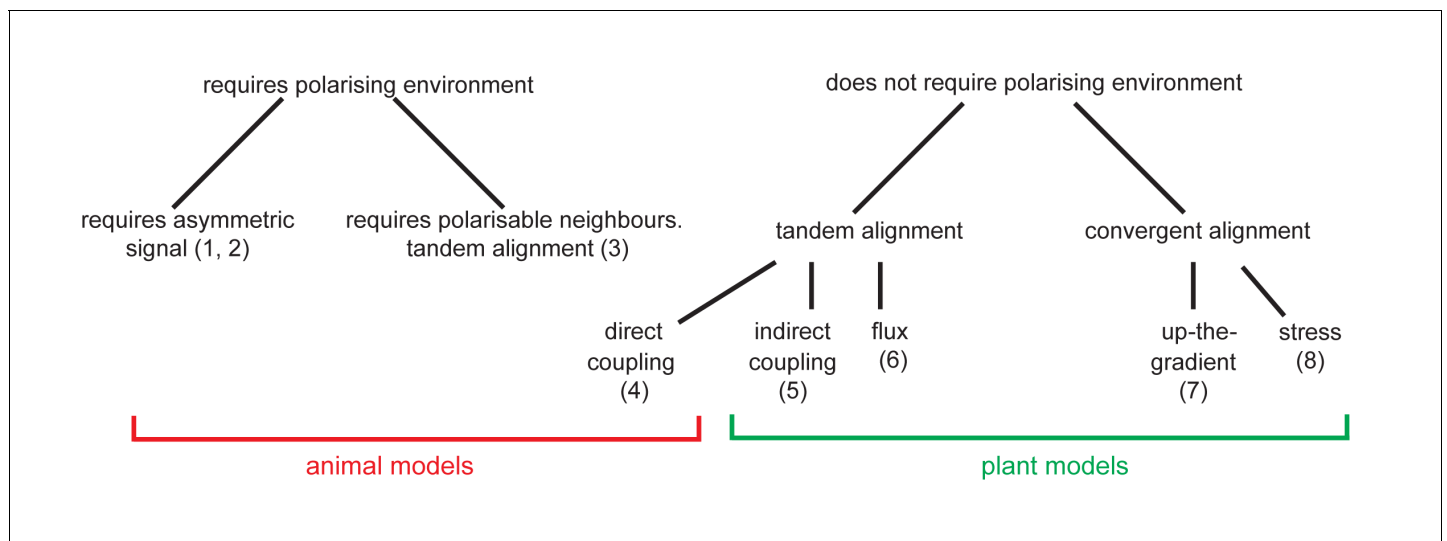 requires polarising environment
does not require polarising environment
requires asymmetric
signal (1, 2)
requires polarisable neighbours.
tandem alignment (3)
tandem alignment
convergent alignment
direct
coupling
(4)
indirect
coupling
(5)
flux
(6)
up-the-
gradient
(7)
stress
(8)
animal models
plant models